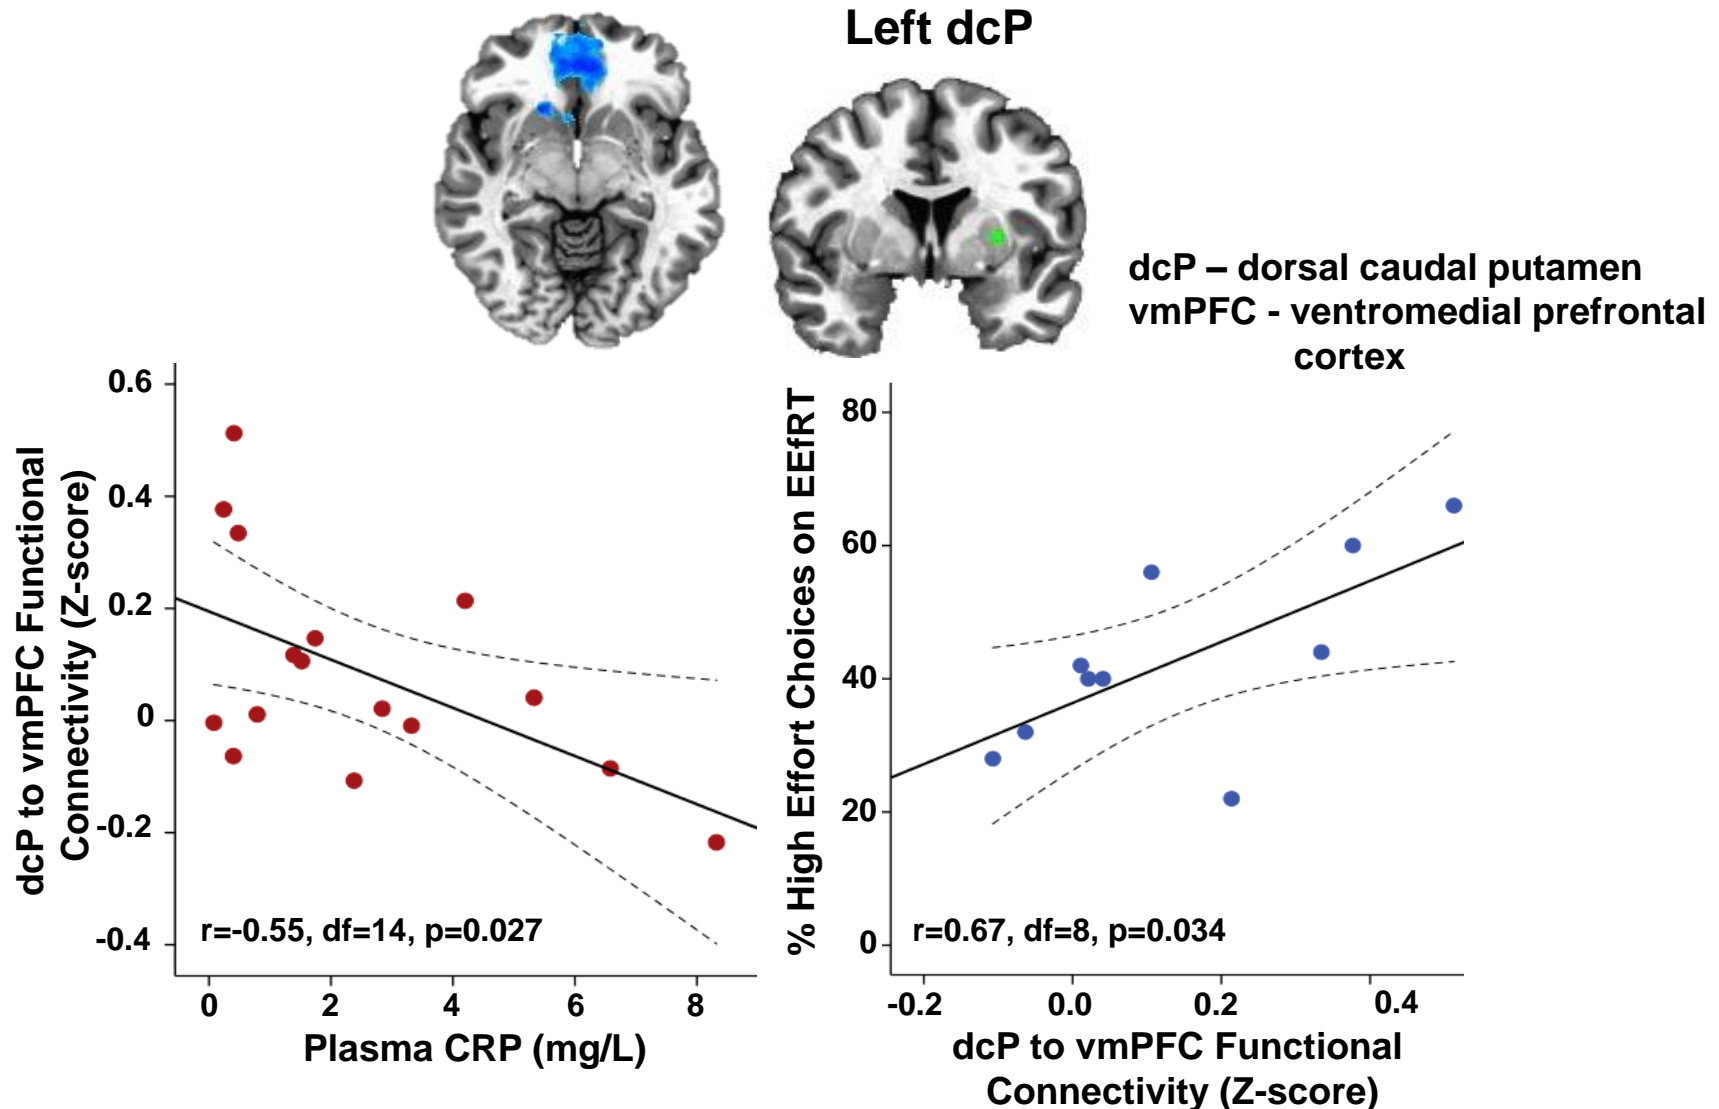 Left dcP
dcP – dorsal caudal putamen
vmPFC - ventromedial prefrontal
cortex
dcP to vmPFC Functional
Connectivity (Z-score)
0.6
0.4
0.2
0
-0.2
-0.4
r=-0.55, df=14, p=0.027
0 2 4 6 8
Plasma CRP (mg/L)
% High Effort Choices on EEfRT
80
60
40
20
0
r=0.67, df=8, p=0.034
-0.2 0.0 0.2 0.4
dcP to vmPFC Functional
Connectivity (Z-score)